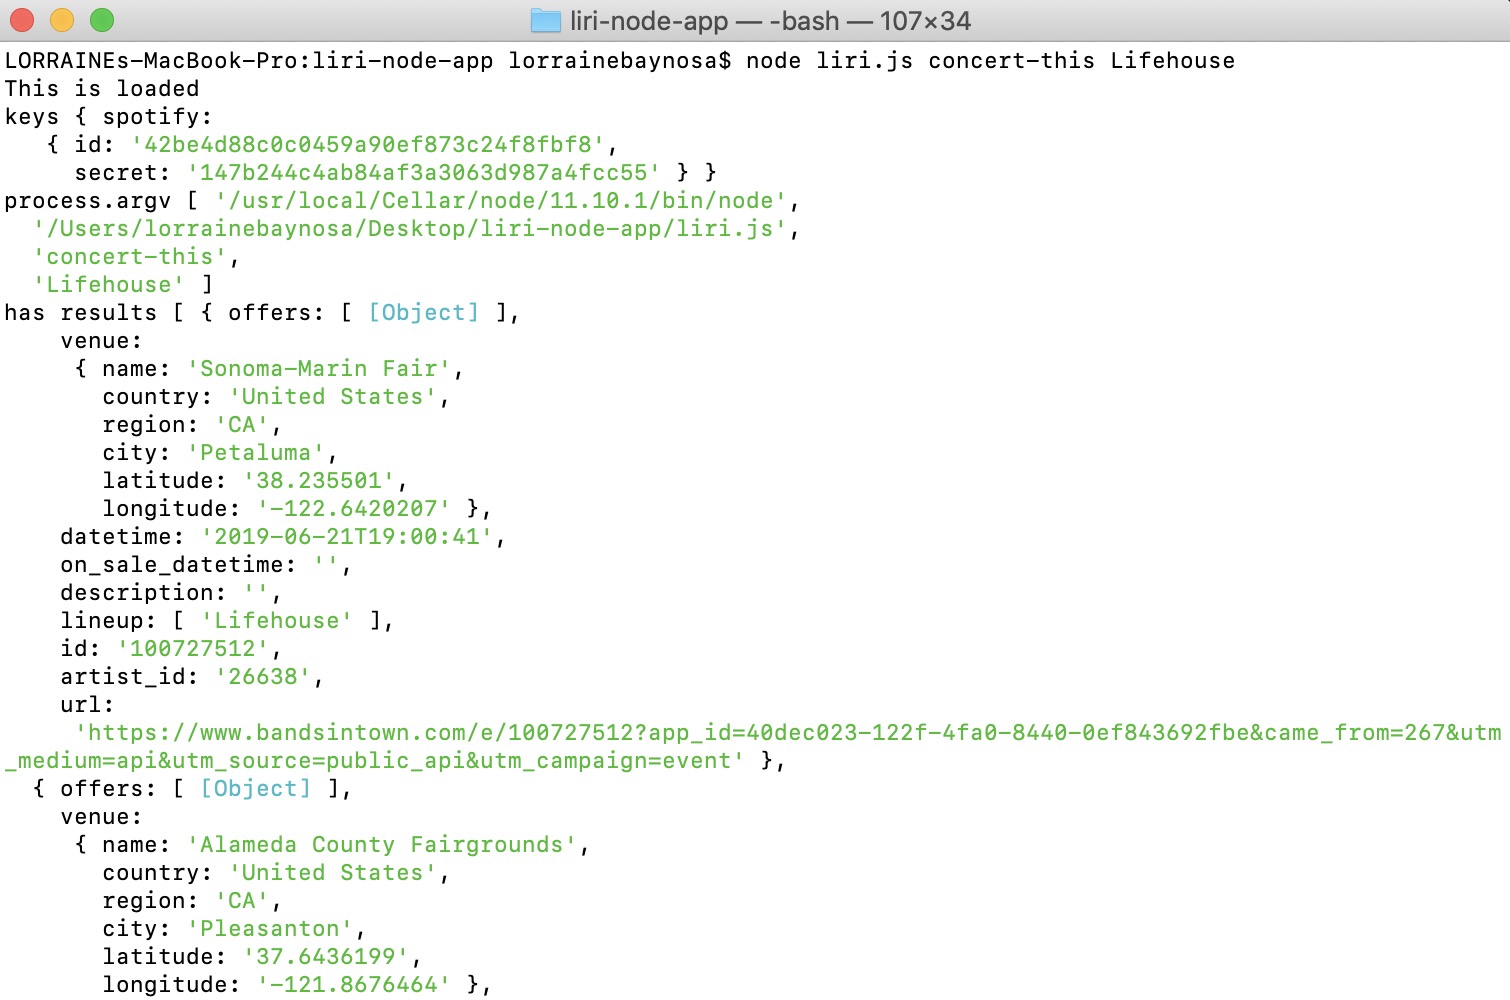 liri-node-app — -bash — 107×34
LORRAINEs-MacBook-Pro:liri-node-app lorrainebaynosa$ node liri.js concert-this Lifehouse
This is loaded
keys { spotify:
   { id: '42be4d88c0c0459a90ef873c24f8fbf8',
     secret: '147b244c4ab84af3a3063d987a4fcc55' } }
process.argv [ '/usr/local/Cellar/node/11.10.1/bin/node',
  '/Users/lorrainebaynosa/Desktop/liri-node-app/liri.js',
  'concert-this',
  'Lifehouse' ]
has results [ { offers: [ [Object] ],
    venue:
     { name: 'Sonoma-Marin Fair',
       country: 'United States',
       region: 'CA',
       city: 'Petaluma',
       latitude: '38.235501',
       longitude: '-122.6420207' },
    datetime: '2019-06-21T19:00:41',
    on_sale_datetime: '',
    description: '',
    lineup: [ 'Lifehouse' ],
    id: '100727512',
    artist_id: '26638',
    url:
     'https://www.bandsintown.com/e/100727512?app_id=40dec023-122f-4fa0-8440-0ef843692fbe&came_from=267&utm
_medium=api&utm_source=public_api&utm_campaign=event' },
  { offers: [ [Object] ],
    venue:
     { name: 'Alameda County Fairgrounds',
       country: 'United States',
       region: 'CA',
       city: 'Pleasanton',
       latitude: '37.6436199',
       longitude: '-121.8676464' },